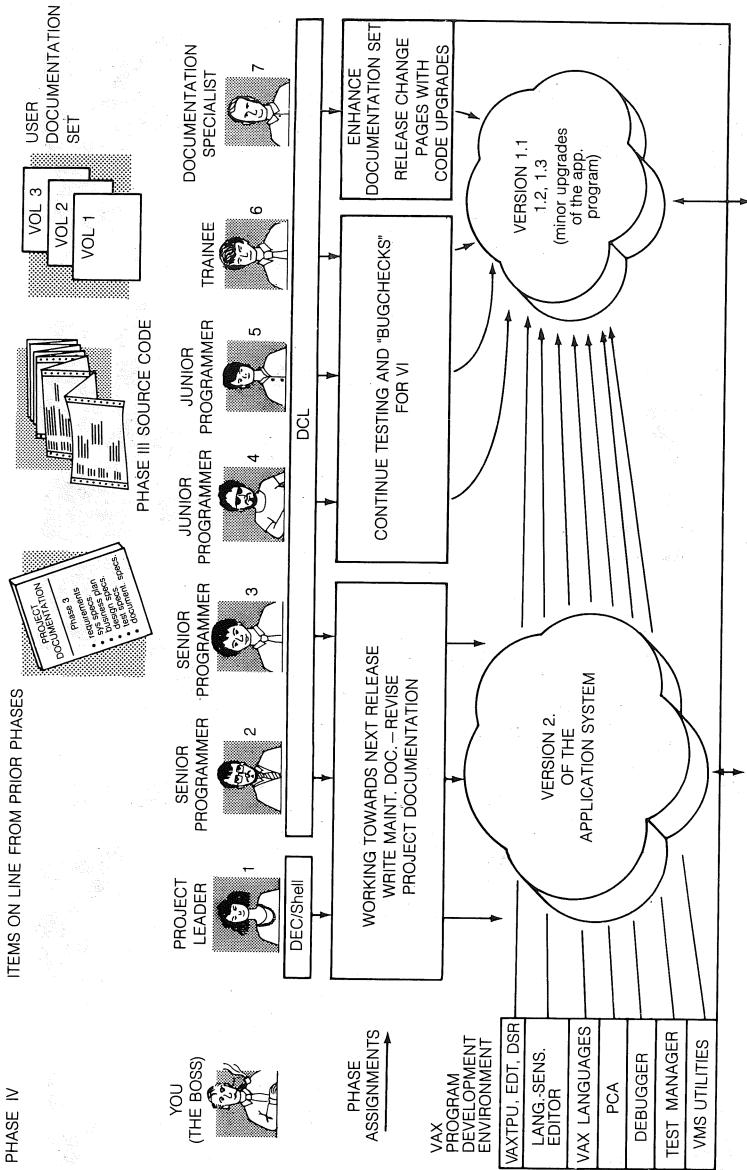 PHASE IV
ITEMS ON LINE FROM PRIOR PHASES
PROJECT
DOCUMENTATION
Phase 3
requirements
• req specs.
• sys specs plan
• business specs.
• design specs.
• test specs.
• document. specs.
PHASE III SOURCE CODE
VOL 3
VOL 2
VOL 1
USER
DOCUMENTATION
SET
YOU
(THE BOSS)
PROJECT
LEADER
1
SENIOR
PROGRAMMER
2
SENIOR
PROGRAMMER
3
JUNIOR
PROGRAMMER
4
JUNIOR
PROGRAMMER
5
TRAINEE
6
DOCUMENTATION
SPECIALIST
7
DEC/Shell
DCL
PHASE
ASSIGNMENTS
WORKING TOWARDS NEXT RELEASE
WRITE MAINT. DOC.–REVISE
PROJECT DOCUMENTATION
CONTINUE TESTING AND "BUGCHECKS"
FOR VI
ENHANCE
DOCUMENTATION SET
RELEASE CHANGE
PAGES WITH
CODE UPGRADES
VAX
PROGRAM
DEVELOPMENT
ENVIRONMENT
VAXTPU, EDT, DSR
LANG.-SENS.
EDITOR
VAX LANGUAGES
PCA
DEBUGGER
TEST MANAGER
VMS UTILITIES
VERSION 2.
OF THE
APPLICATION SYSTEM
VERSION 1.1
1.2, 1.3
(minor upgrades
of the app.
program)